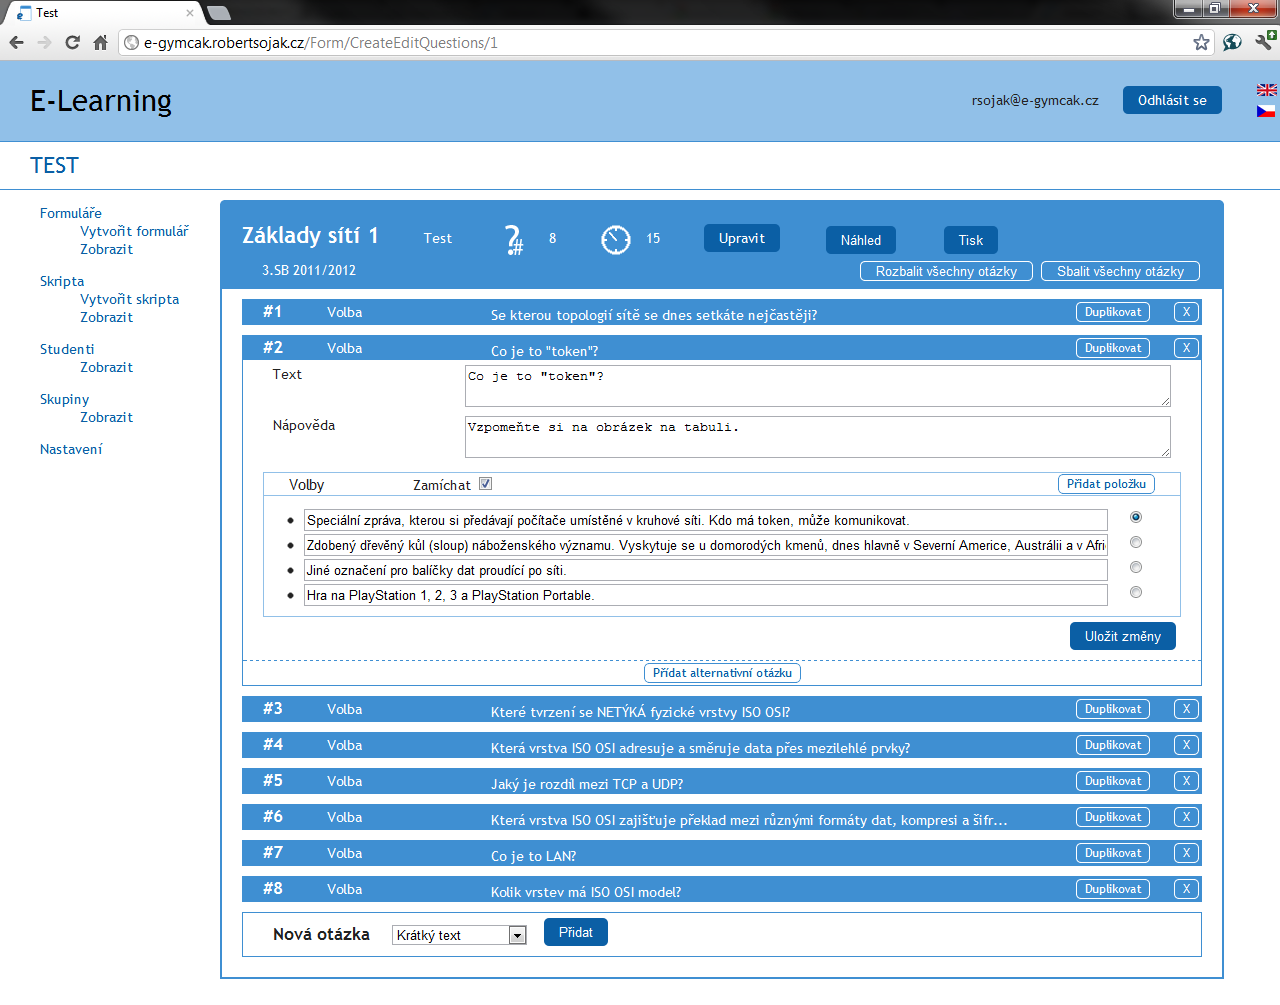 Test
e-gymcak.robertsojak.cz/Form/CreateEditQuestions/1
E-Learning
rsojak@e-gymcak.cz
Odhlásit se
TEST
Formuláře
Vytvořit formulář
Zobrazit
Skripta
Vytvořit skripta
Zobrazit
Studenti
Zobrazit
Skupiny
Zobrazit
Nastavení
Základy sítí 1 Test ?# 8 15 Upravit Náhled Tisk
3.SB 2011/2012 Rozbalit všechny otázky Sbalit všechny otázky
#1 Volba Se kterou topologií sítě se dnes setkáte nejčastěji? Duplikovat X
#2 Volba Co je to "token"? Duplikovat X
Text Co je to "token"?
Nápověda Vzpomeňte si na obrázek na tabuli.
Volby Zamíchat Přidat položku
Speciální zpráva, kterou si předávají počítače umístěné v kruhové síti. Kdo má token, může komunikovat.
Zdobený dřevěný kůl (sloup) náboženského významu. Vyskytuje se u domorodých kmenů, dnes hlavně v Severní Americe, Austrálii a v Afri
Jiné označení pro balíčky dat proudící po síti.
Hra na PlayStation 1, 2, 3 a PlayStation Portable.
Uložit změny
Přidat alternativní otázku
#3 Volba Které tvrzení se NETÝKÁ fyzické vrstvy ISO OSI? Duplikovat X
#4 Volba Která vrstva ISO OSI adresuje a směruje data přes mezilehlé prvky? Duplikovat X
#5 Volba Jaký je rozdíl mezi TCP a UDP? Duplikovat X
#6 Volba Která vrstva ISO OSI zajišťuje překlad mezi různými formáty dat, kompresi a šifr... Duplikovat X
#7 Volba Co je to LAN? Duplikovat X
#8 Volba Kolik vrstev má ISO OSI model? Duplikovat X
Nová otázka Krátký text Přidat